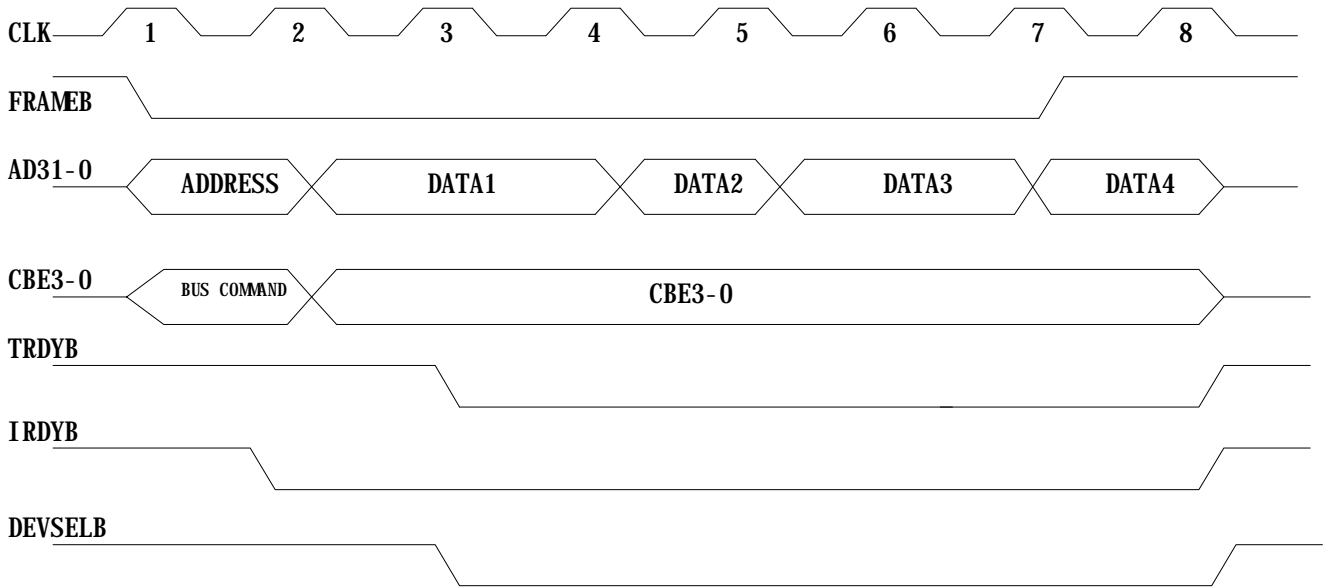 CLK 1 2 3 4 5 6 7 8
FRAMEB
AD31-0 ADDRESS DATA1 DATA2 DATA3 DATA4
CBE3-0 BUS COMMAND CBE3-0
TRDYB
IRDYB
DEVSELB